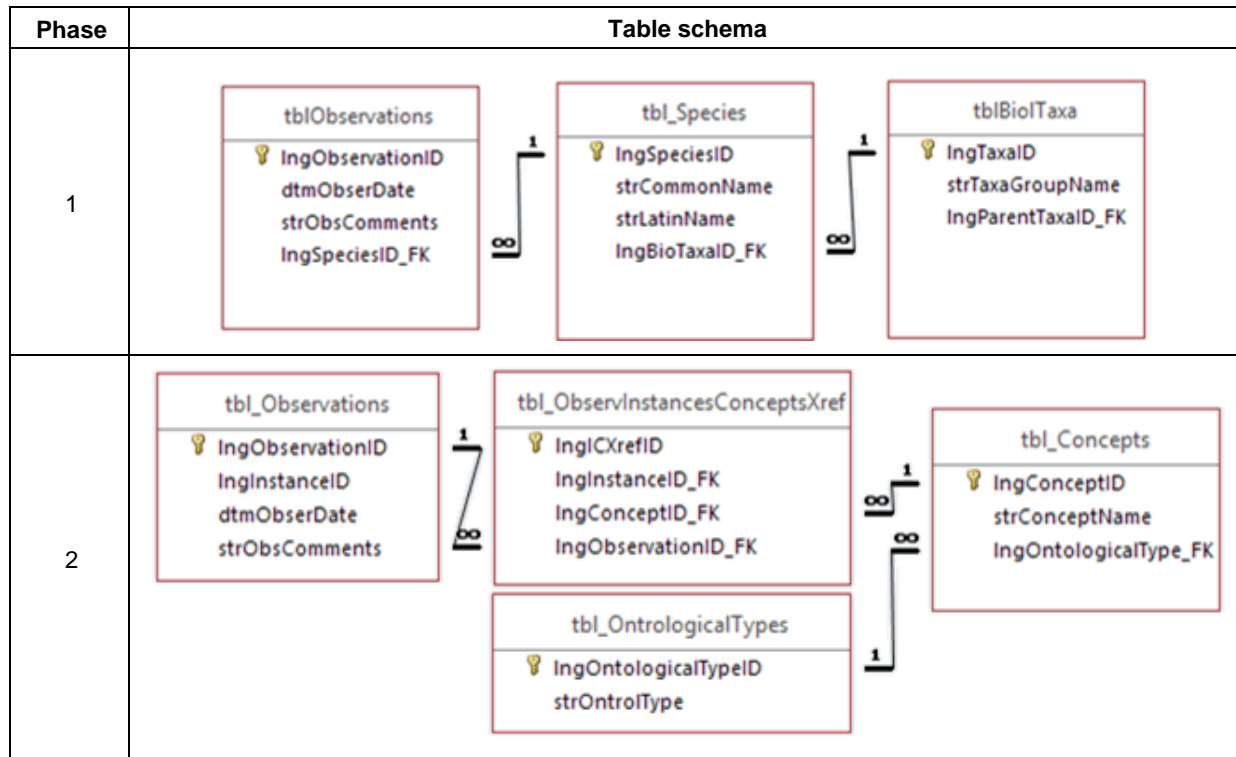 Phase
Table schema
1
tblObservations
lngObservationID
dtmObserDate
strObsComments
lngSpeciesID_FK
1
∞
tbl_Species
lngSpeciesID
strCommonName
strLatinName
lngBioTaxaID_FK
1
∞
tblBiolTaxa
lngTaxaID
strTaxaGroupName
lngParentTaxaID_FK
2
tbl_Observations
lngObservationID
lngInstanceID
dtmObserDate
strObsComments
1
∞
tbl_ObservInstancesConceptsXref
lngICXrefID
lngInstanceID_FK
lngConceptID_FK
lngObservationID_FK
1
∞
tbl_Concepts
lngConceptID
strConceptName
lngOntologicalType_FK
∞
1
tbl_OntrologicalTypes
lngOntologicalTypeID
strOntrolType